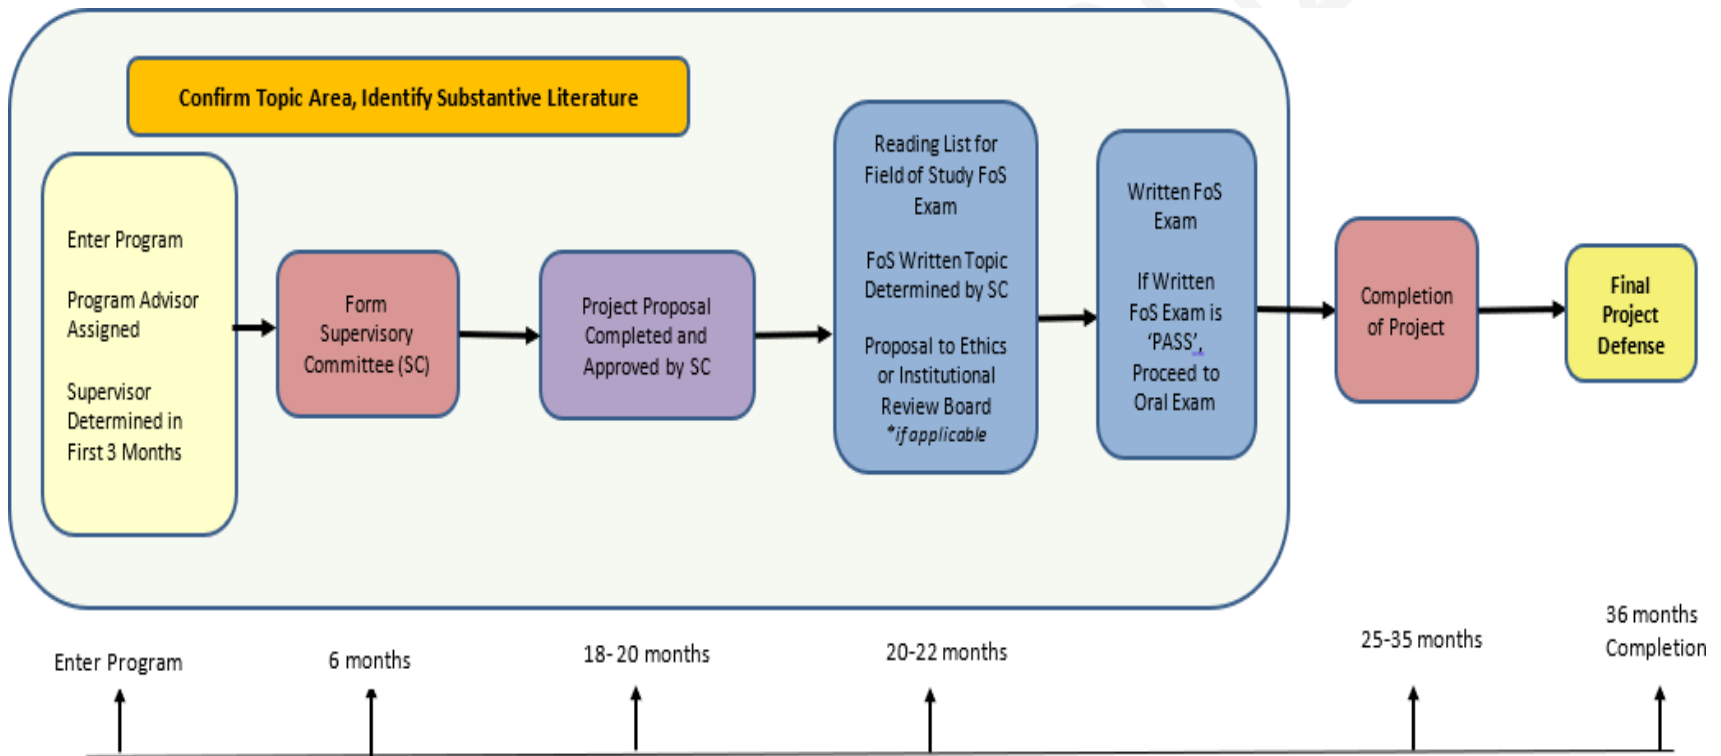 Confirm Topic Area, Identify Substantive Literature
Enter Program
Program Advisor
Assigned
Supervisor
Determined in
First 3 Months
Form
Supervisory
Committee (SC)
Project Proposal
Completed and
Approved by SC
Reading List for
Field of Study FoS
Exam
FoS Written Topic
Determined by SC
Proposal to Ethics
or Institutional
Review Board
*if applicable
Written FoS
Exam
If Written
FoS Exam is
‘PASS’,
Proceed to
Oral Exam
Completion
of Project
Final
Project
Defense
Enter Program
6 months
18- 20 months
20-22 months
25-35 months
36 months
Completion